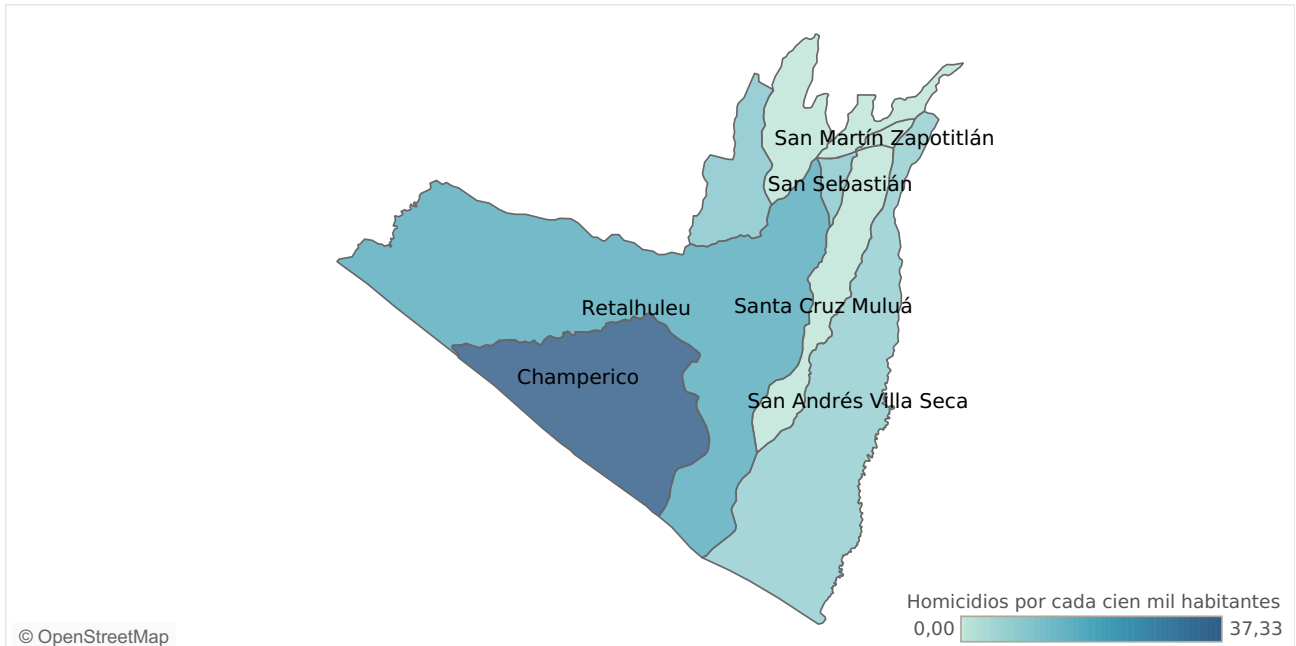 San Martín Zapotitlán
San Sebastián
Retalhuleu
Santa Cruz Muluá
Champerico
San Andrés Villa Seca
Homicidios por cada cien mil habitantes
0,00 37,33
© OpenStreetMap